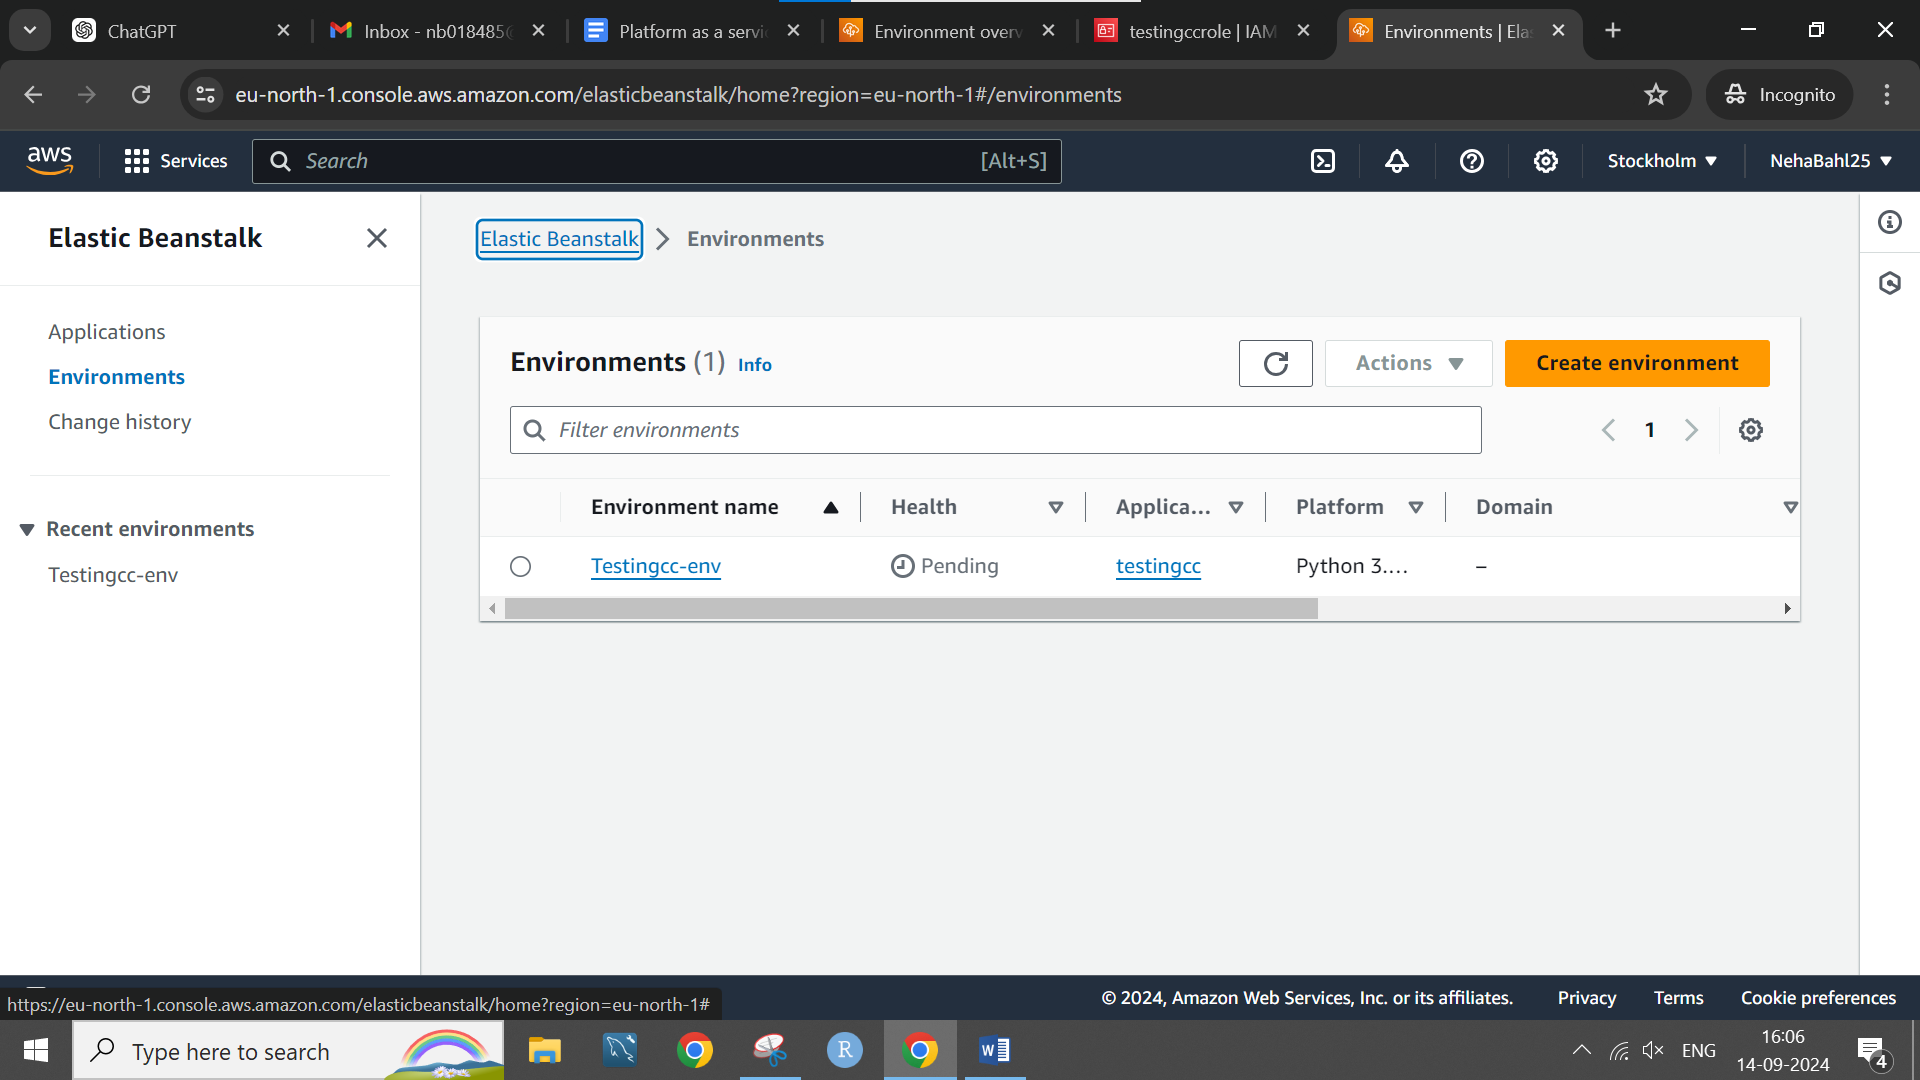 ChatGPT
Inbox - nb018485@
Platform as a servi
Environment overv
testingccrole | IAM
Environments | Ela
eu-north-1.console.aws.amazon.com/elasticbeanstalk/home?region=eu-north-1#/environments
Incognito
aws
Services
Search
[Alt+S]
Stockholm
NehaBahl25
Elastic Beanstalk
Elastic Beanstalk
Environments
Applications
Environments
Change history
Recent environments
Testingcc-env
Environments (1) Info
Actions
Create environment
Filter environments
1
Environment name
Health
Applica...
Platform
Domain
Testingcc-env
Pending
testingcc
Python 3....
–
https://eu-north-1.console.aws.amazon.com/elasticbeanstalk/home?region=eu-north-1#
© 2024, Amazon Web Services, Inc. or its affiliates.
Privacy
Terms
Cookie preferences
Type here to search
R
W
ENG
16:06
14-09-2024
4